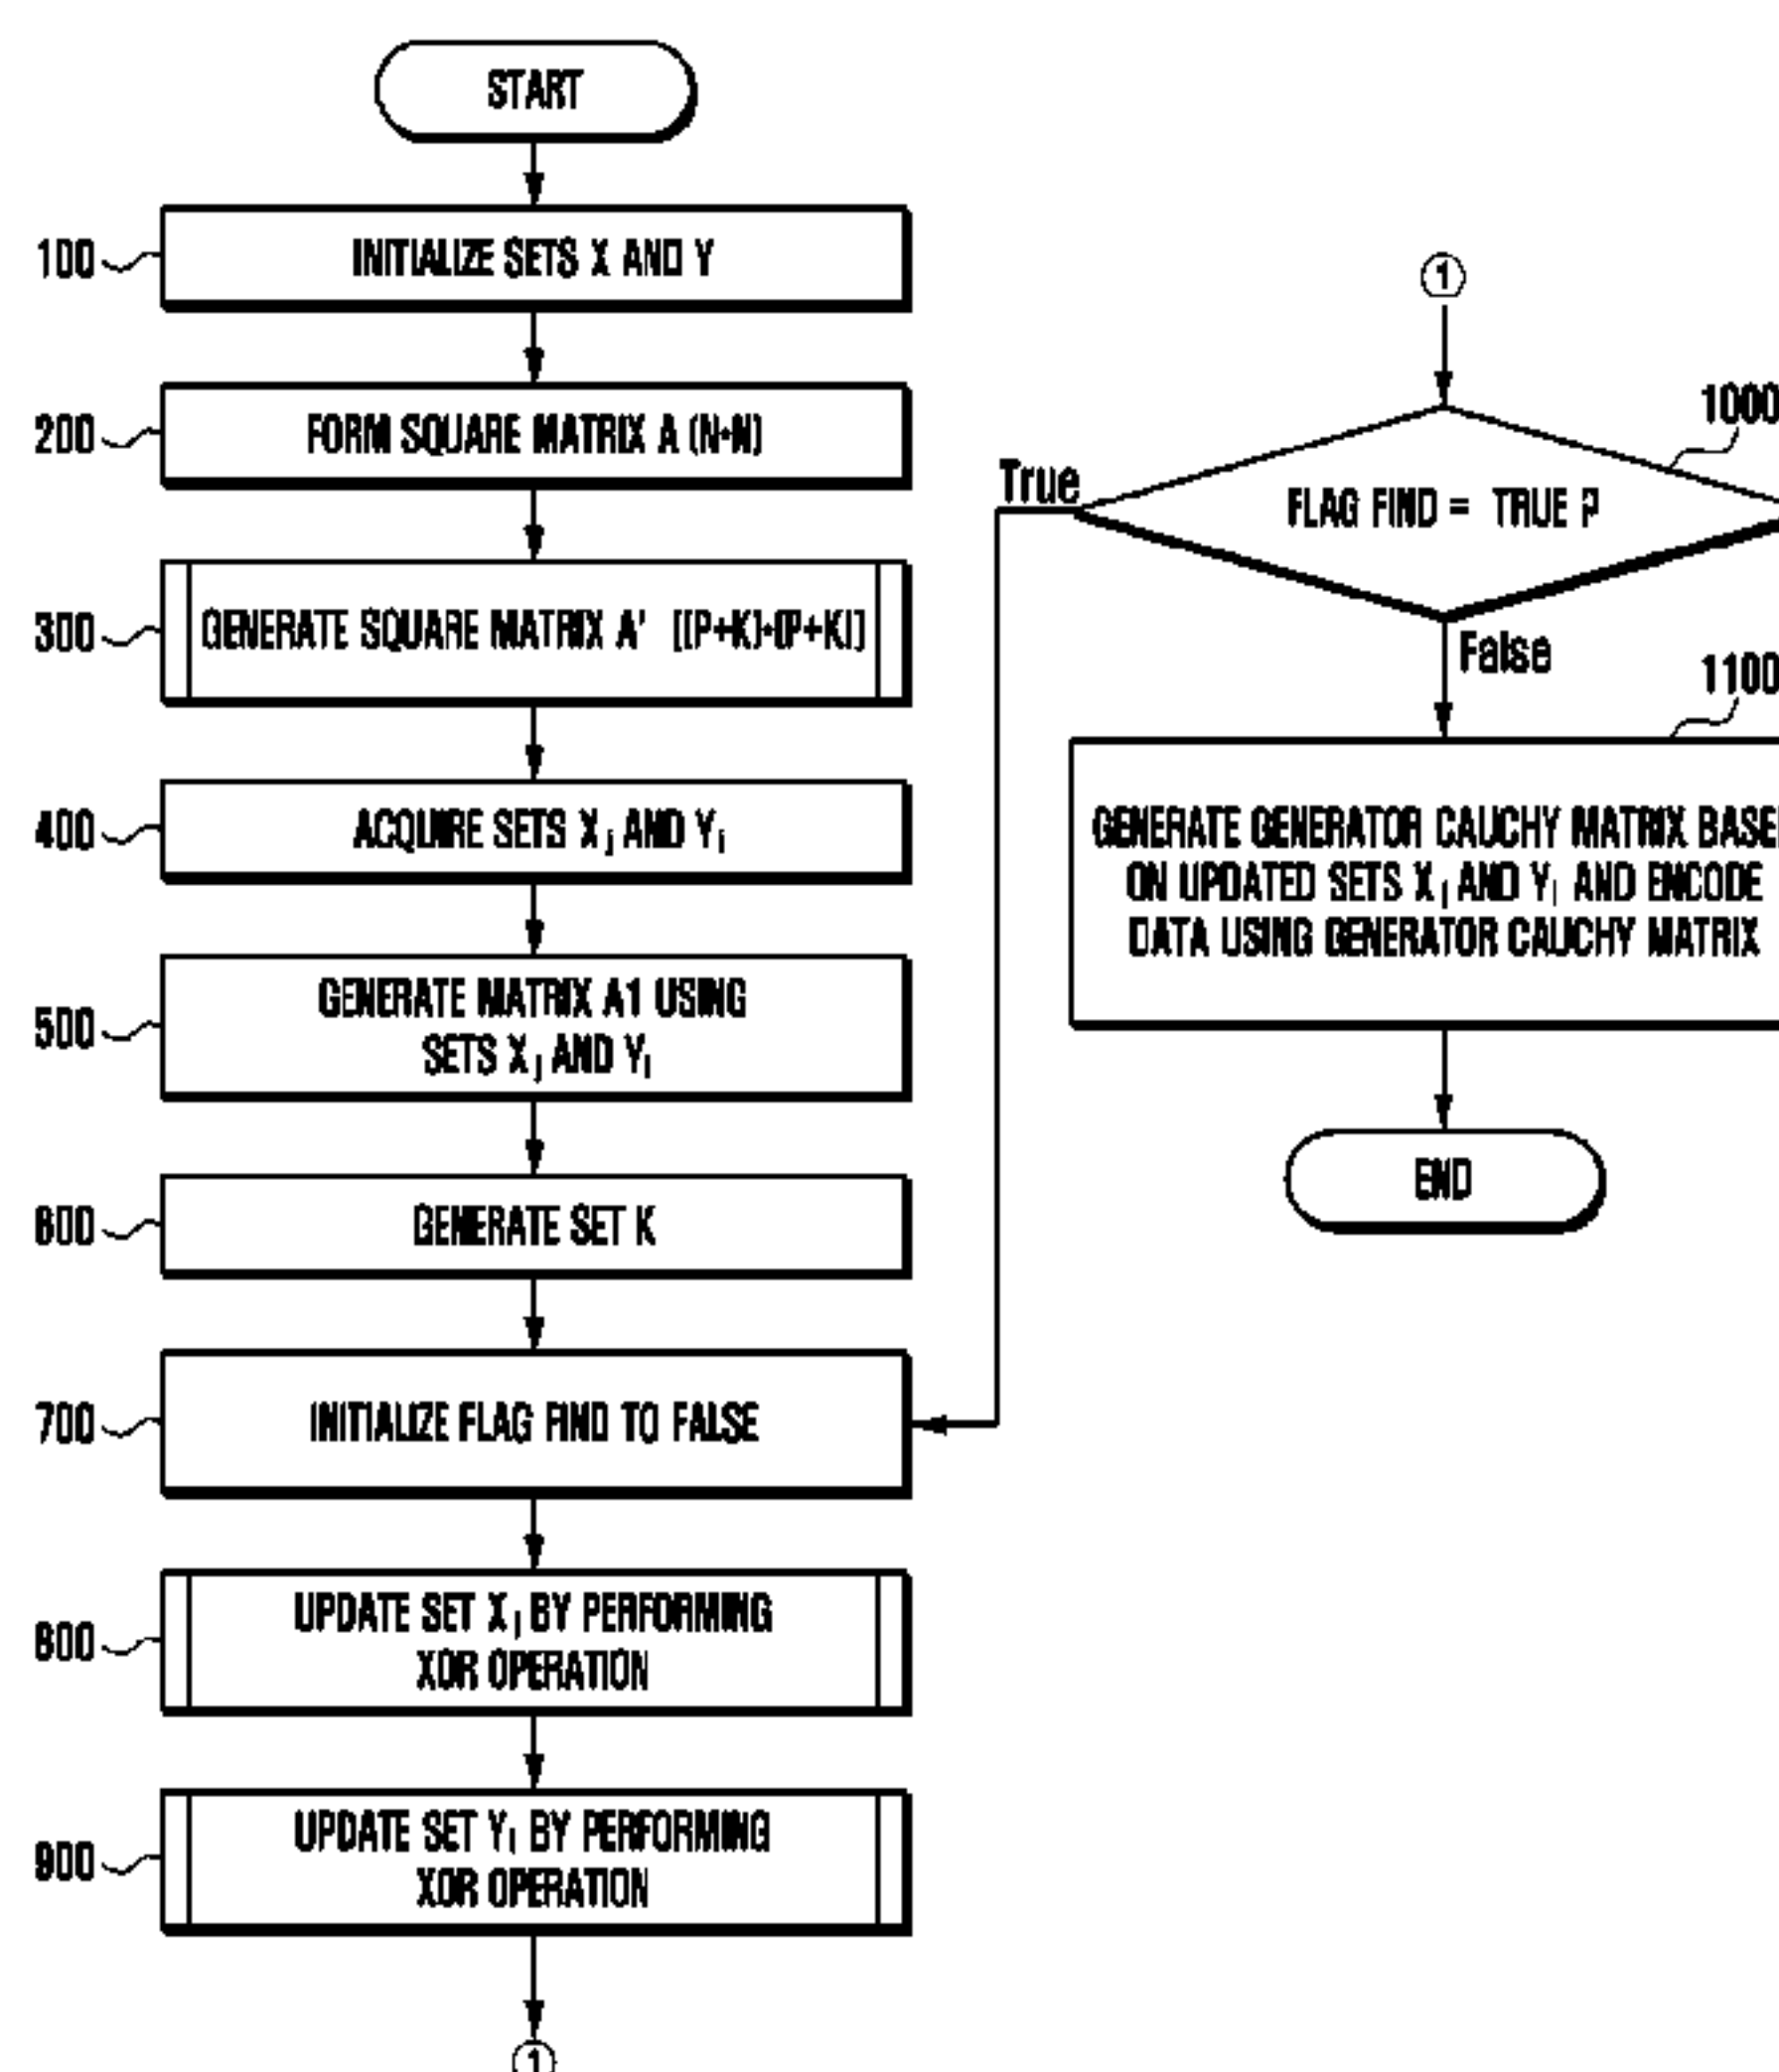 START
100
INITIALIZE SETS X AND Y
200
FORM SQUARE MATRIX A (N*N)
300
GENERATE SQUARE MATRIX A' [(P+K)*(P+K)]
400
ACQUIRE SETS Xj AND Yi
500
GENERATE MATRIX A1 USING
SETS Xj AND Yi
600
GENERATE SET K
700
INITIALIZE FLAG FIND TO FALSE
800
UPDATE SET Xj BY PERFORMING
XOR OPERATION
900
UPDATE SET Yi BY PERFORMING
XOR OPERATION
1
1
1000
FLAG FIND = TRUE ?
True
False
1100
GENERATE GENERATOR CAUCHY MATRIX BASE
ON UPDATED SETS Xj AND Yi AND ENCODE
DATA USING GENERATOR CAUCHY MATRIX
END